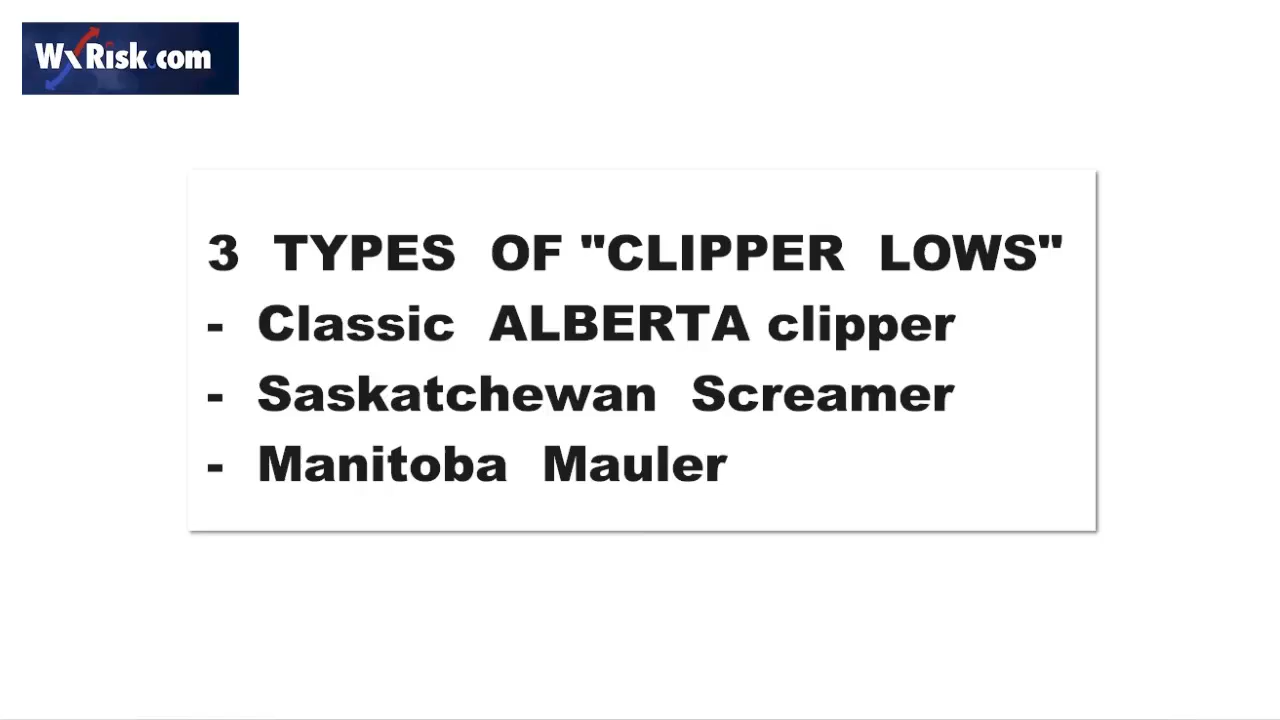 WxRisk.com
3 TYPES OF "CLIPPER LOWS"
- Classic ALBERTA clipper
- Saskatchewan Screamer
- Manitoba Mauler